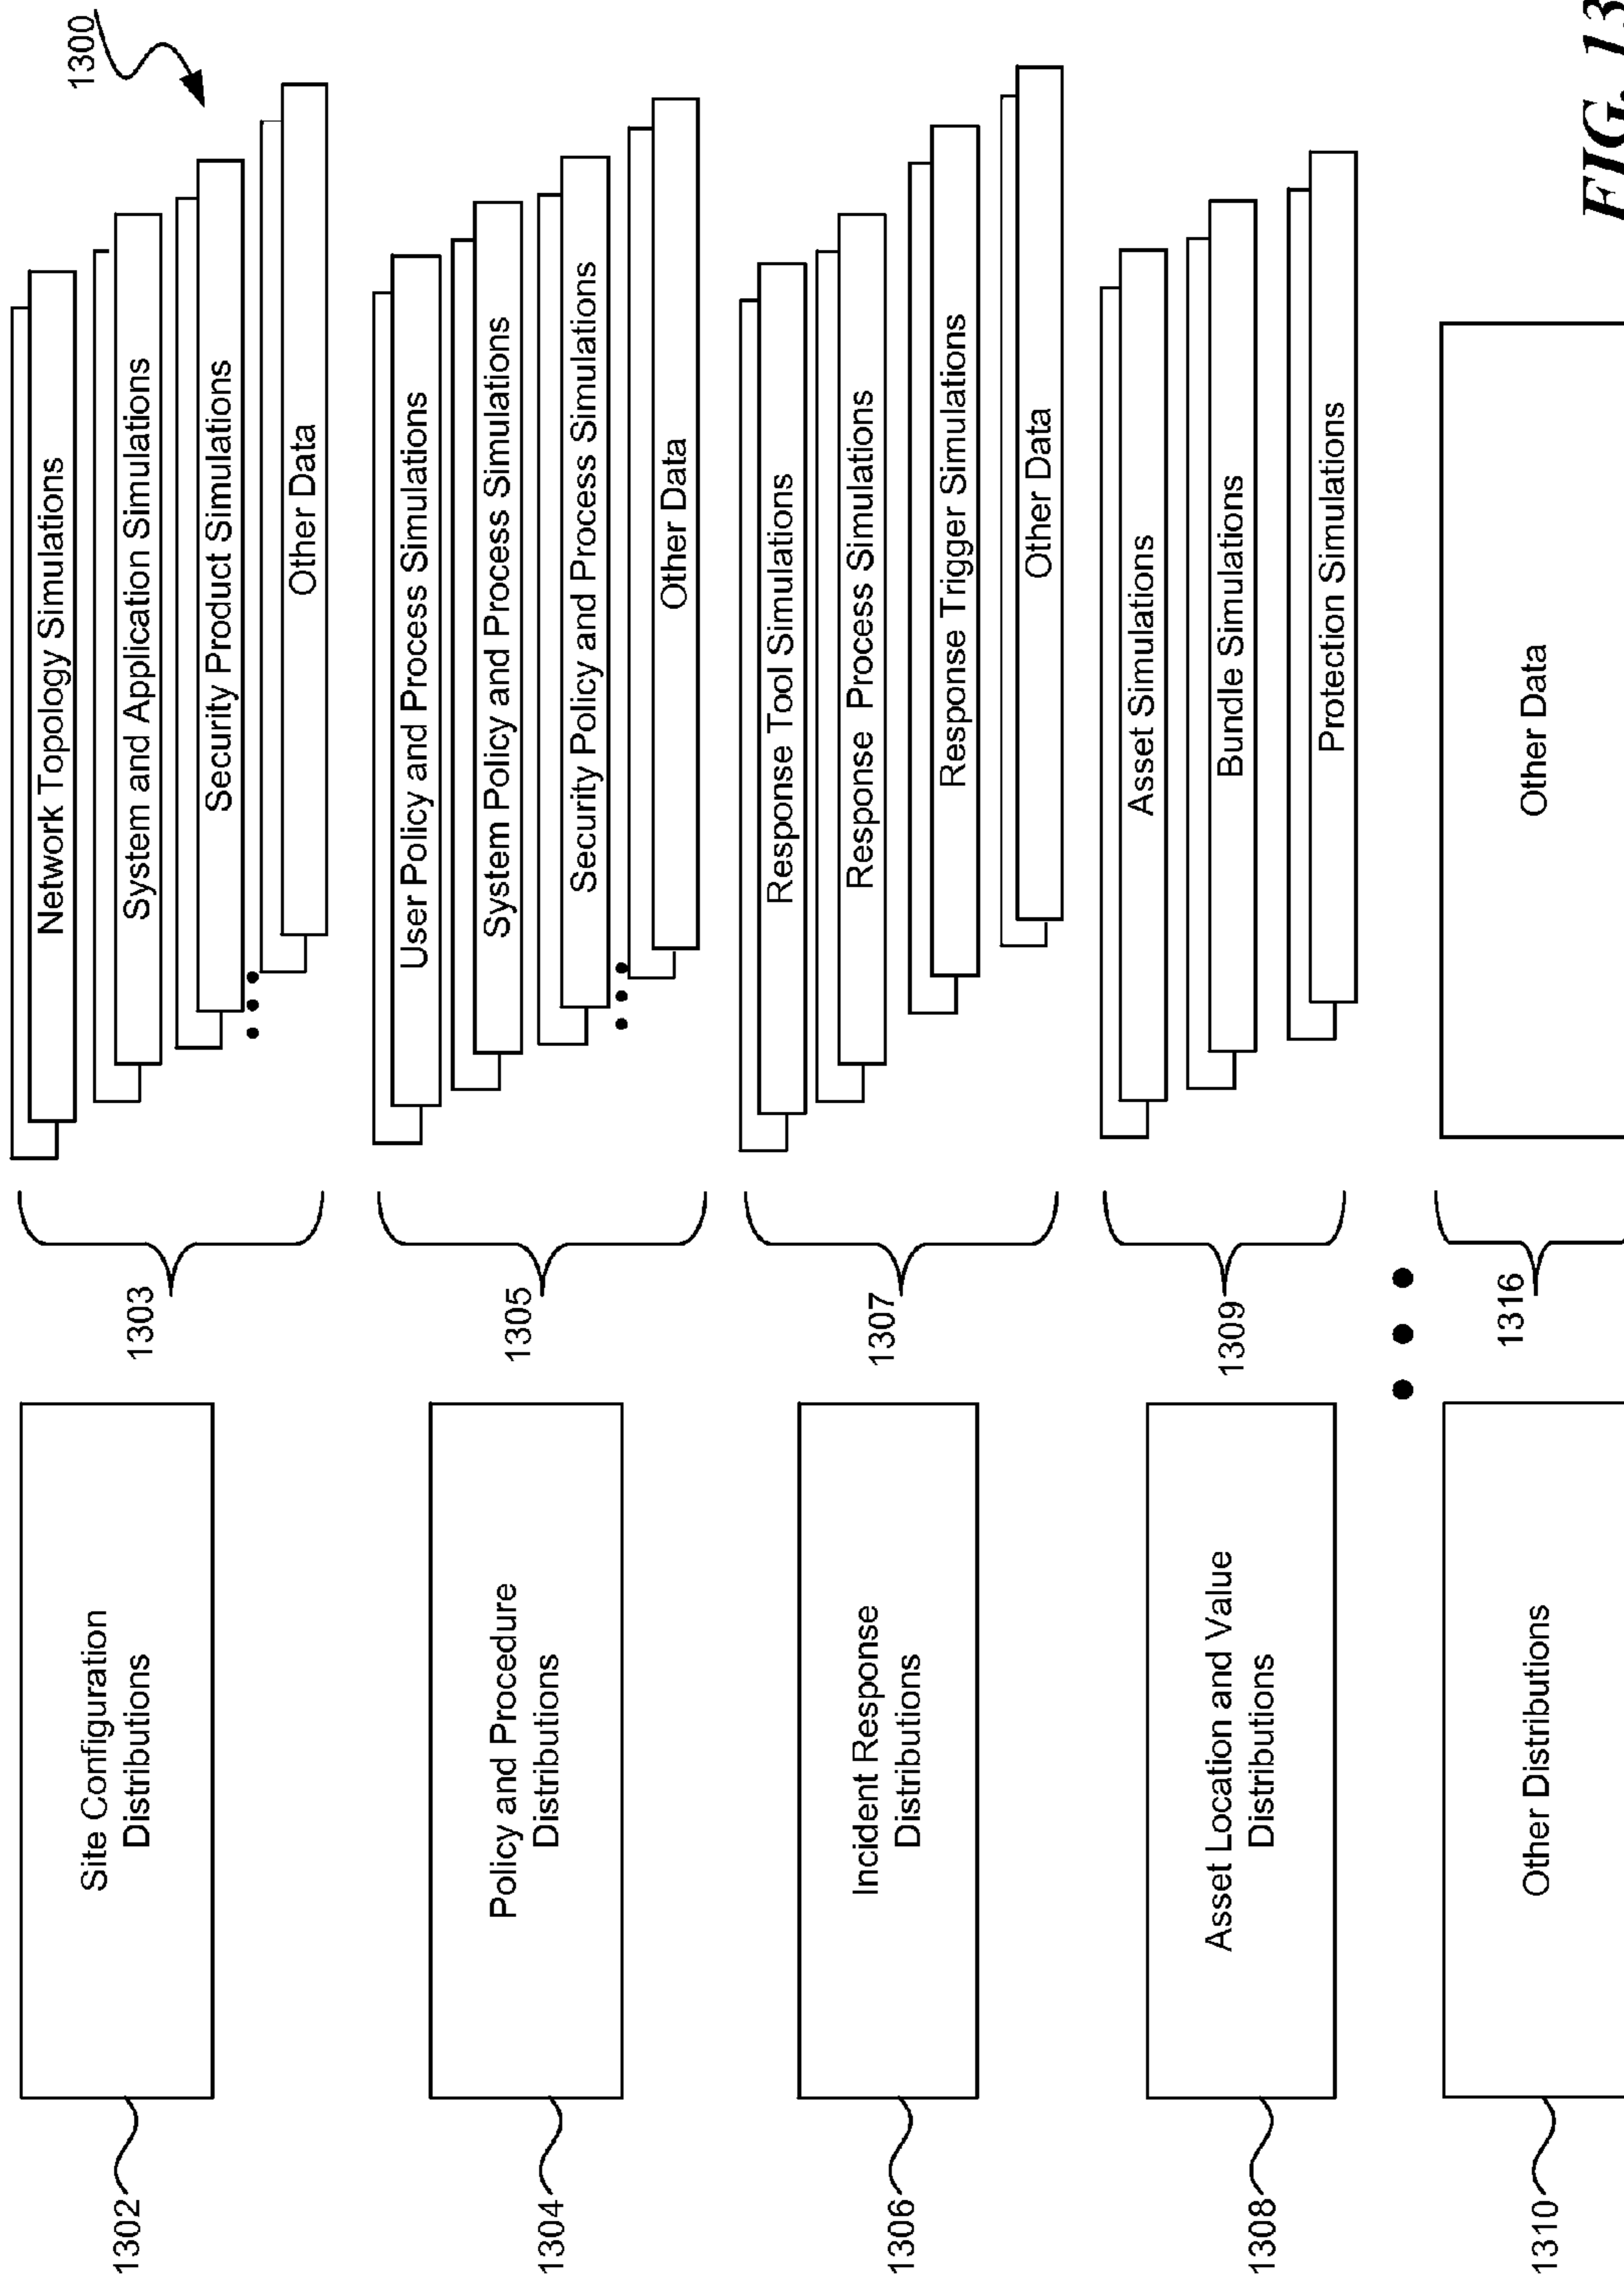 1300
1302
Site Configuration
Distributions
1303
Network Topology Simulations
System and Application Simulations
Security Product Simulations
Other Data
1304
Policy and Procedure
Distributions
1305
User Policy and Process Simulations
System Policy and Process Simulations
Security Policy and Process Simulations
Other Data
1306
Incident Response
Distributions
1307
Response Tool Simulations
Response Process Simulations
Response Trigger Simulations
Other Data
1308
Asset Location and Value
Distributions
1309
Asset Simulations
Bundle Simulations
Protection Simulations
1310
Other Distributions
1316
Other Data
FIG. 13